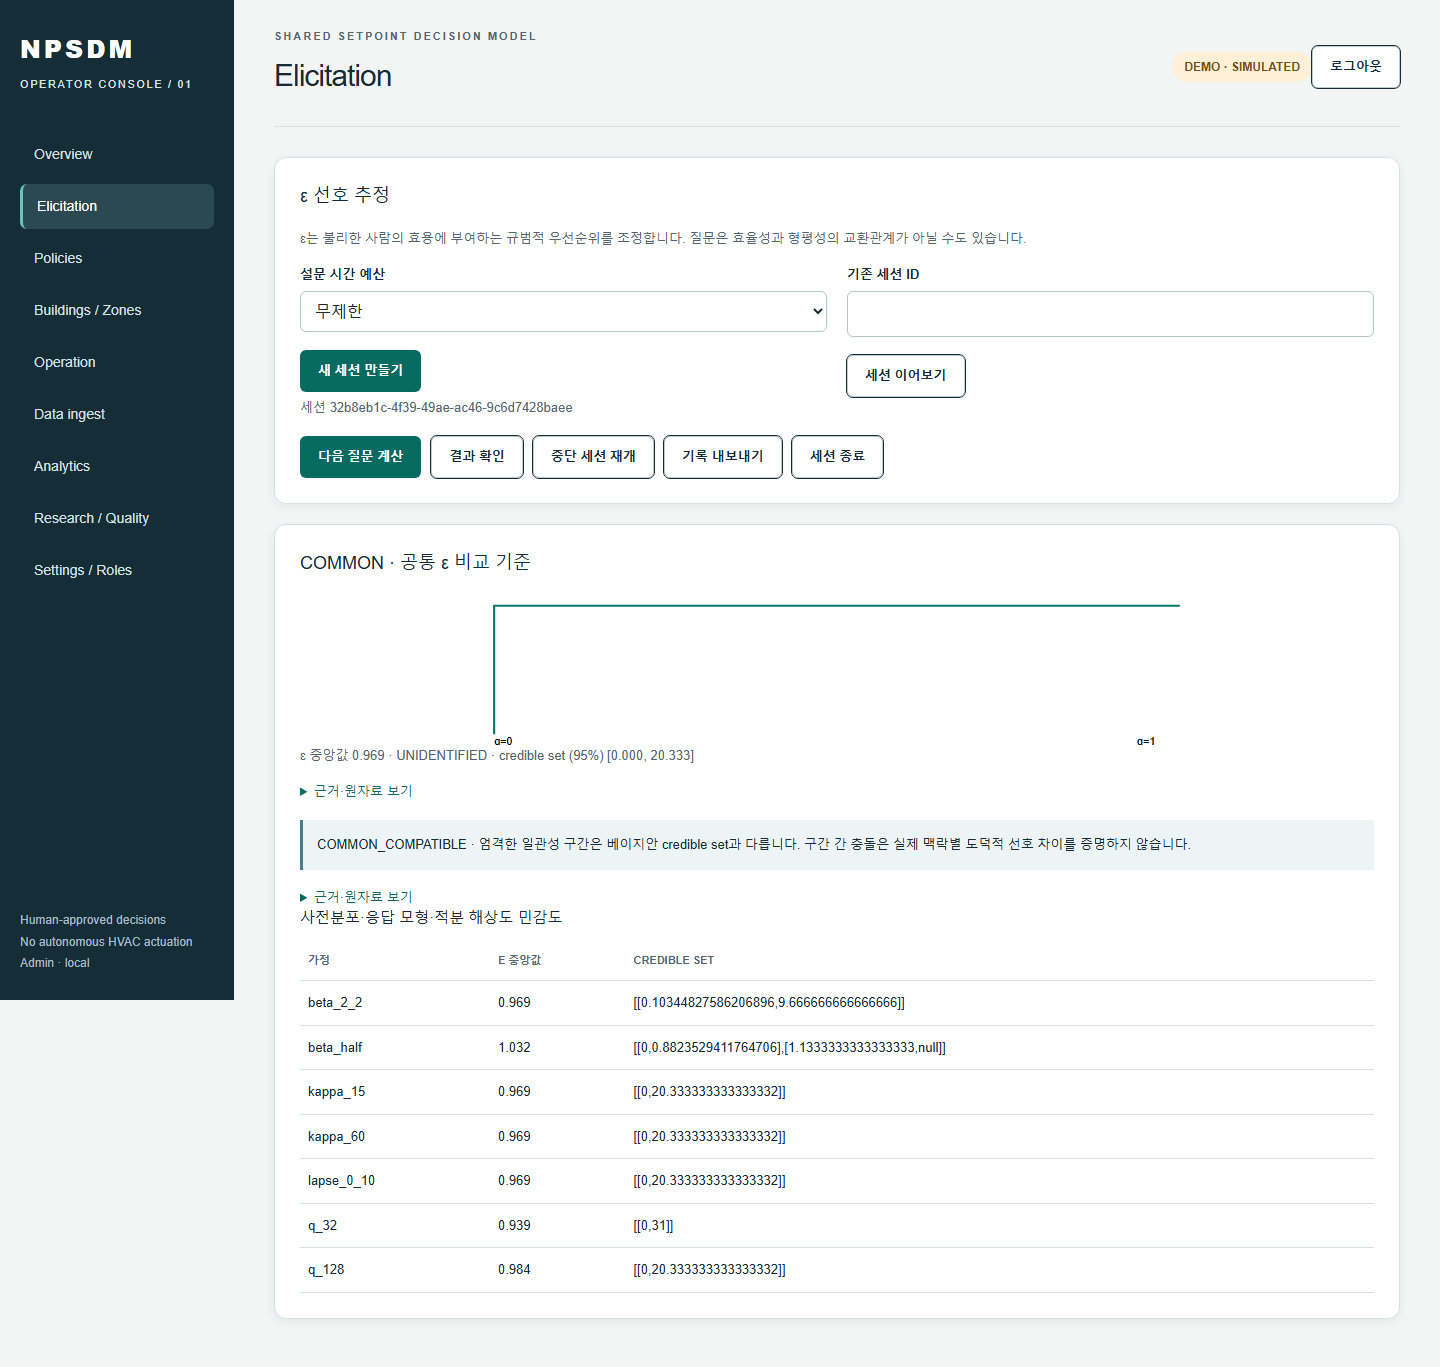 NPSDM
OPERATOR CONSOLE / 01
Overview
Elicitation
Policies
Buildings / Zones
Operation
Data ingest
Analytics
Research / Quality
Settings / Roles
Human-approved decisions
No autonomous HVAC actuation
Admin · local
SHARED SETPOINT DECISION MODEL
Elicitation
DEMO · SIMULATED
로그아웃
ε 선호 추정
ε는 불리한 사람의 효용에 부여하는 규범적 우선순위를 조정합니다. 질문은 효율성과 형평성의 교환관계가 아닐 수도 있습니다.
설문 시간 예산
무제한
새 세션 만들기
기존 세션 ID
세션 이어보기
세션 32b8eb1c-4f39-49ae-ac46-9c6d7428baee
다음 질문 계산 결과 확인 중단 세션 재개 기록 내보내기 세션 종료
COMMON · 공통 ε 비교 기준
α=0 α=1
ε 중앙값 0.969 · UNIDENTIFIED · credible set (95%) [0.000, 20.333]
▶ 근거·원자료 보기
COMMON_COMPATIBLE · 엄격한 일관성 구간은 베이지안 credible set과 다릅니다. 구간 간 충돌은 실제 맥락별 도덕적 선호 차이를 증명하지 않습니다.
▶ 근거·원자료 보기
사전분포·응답 모형·적분 해상도 민감도
가정 Ε 중앙값 CREDIBLE SET
beta_2_2 0.969 [[0.10344827586206896,9.666666666666666]]
beta_half 1.032 [[0,0.8823529411764706],[1.1333333333333333,null]]
kappa_15 0.969 [[0,20.333333333333332]]
kappa_60 0.969 [[0,20.333333333333332]]
lapse_0_10 0.969 [[0,20.333333333333332]]
q_32 0.939 [[0,31]]
q_128 0.984 [[0,20.333333333333332]]